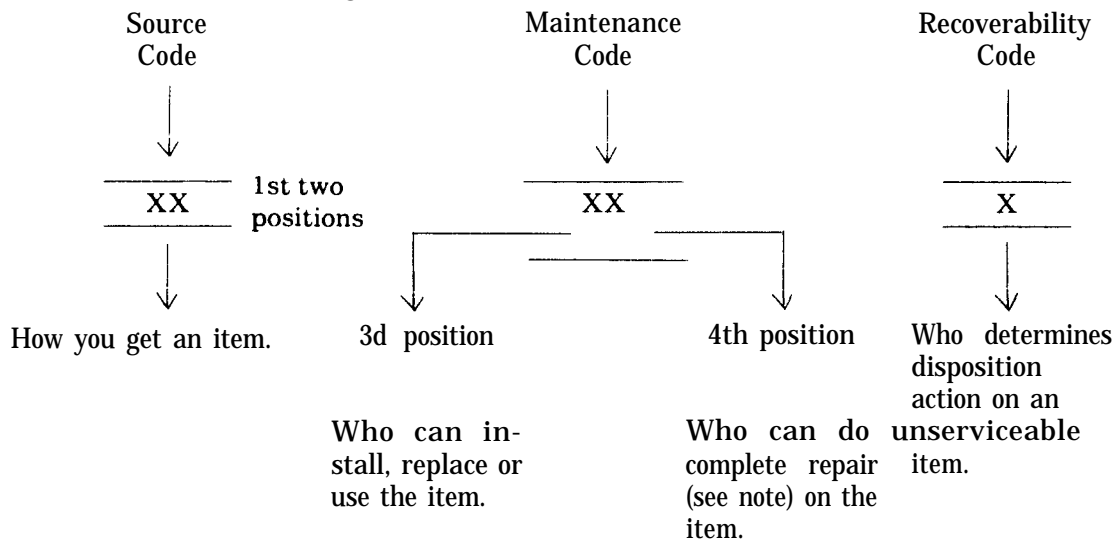 Source Code
Maintenance Code
Recoverability Code
XX
1st two positions
XX
X
How you get an item.
3d position
4th position
Who determines disposition action on an unserviceable item.
Who can in-
stall, replace or
use the item.
Who can do
complete repair
(see note) on the
item.